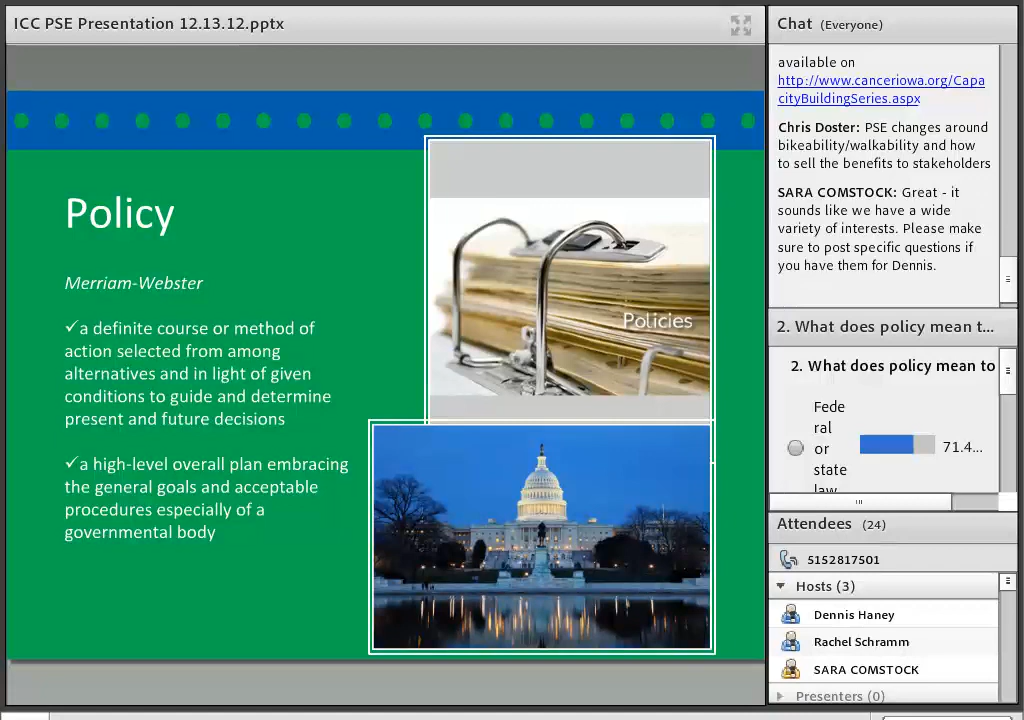 ICC PSE Presentation 12.13.12.pptx
Policy
Merriam-Webster
✓a definite course or method of
action selected from among
alternatives and in light of given
conditions to guide and determine
present and future decisions
✓a high-level overall plan embracing
the general goals and acceptable
procedures especially of a
governmental body
Policies
Chat (Everyone)
available on
http://www.canceriowa.org/Capa
cityBuildingSeries.aspx
Chris Doster: PSE changes around
bikeability/walkability and how
to sell the benefits to stakeholders
SARA COMSTOCK: Great - it
sounds like we have a wide
variety of interests. Please make
sure to post specific questions if
you have them for Dennis.
2. What does policy mean t...
2. What does policy mean to
Fede
ral
or
state
law
71.4...
Attendees (24)
5152817501
Hosts (3)
Dennis Haney
Rachel Schramm
SARA COMSTOCK
Presenters (0)